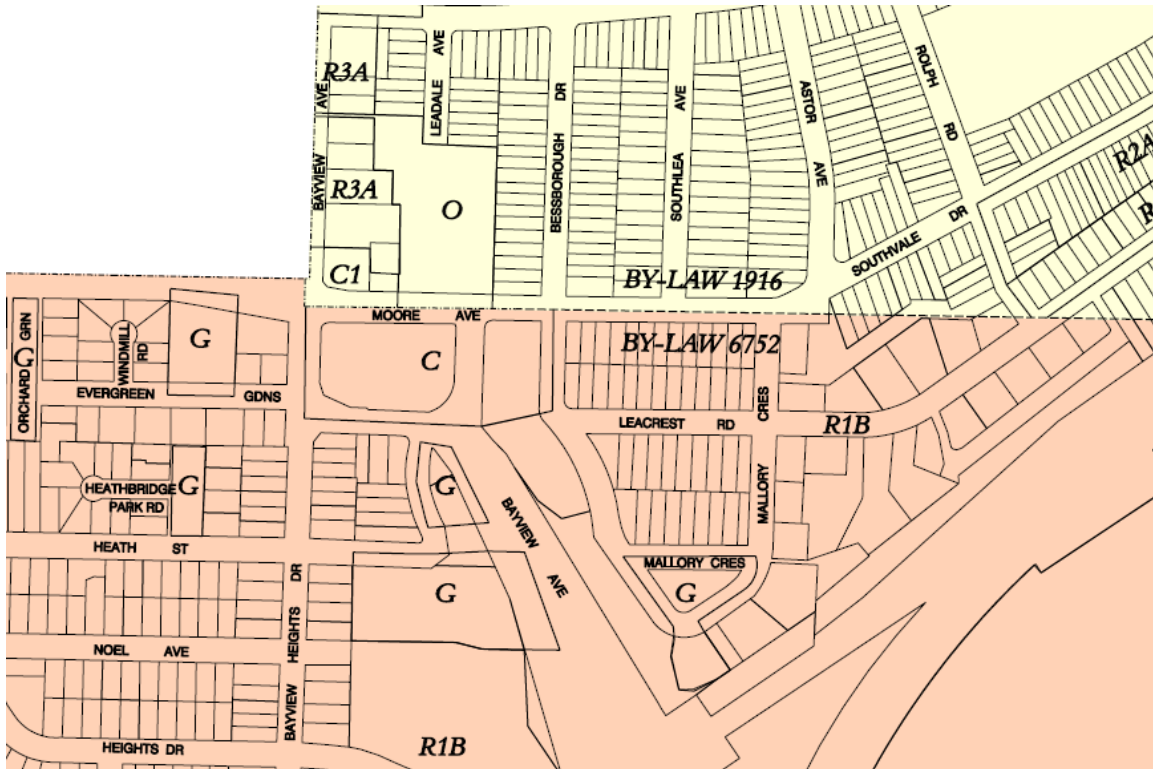 R3A
AVE
LEADALE AVE
BESSBOROUGH DR
SOUTHLEA AVE
ASTOR AVE
ROLPH RD
R2A
BAYVIEW
R3A
O
SOUTHVALE DR
R
C1
BY-LAW 1916
MOORE AVE
BY-LAW 6752
ORCHARD GRN
G
WINDMILL RD
G
C
EVERGREEN GDNS
LEACREST RD
MALLORY CRES
R1B
HEATHBRIDGE
PARK RD
G
G
BAYVIEW AVE
HEATH ST
MALLORY CRES
G
G
NOEL AVE
BAYVIEW HEIGHTS DR
HEIGHTS DR
R1B